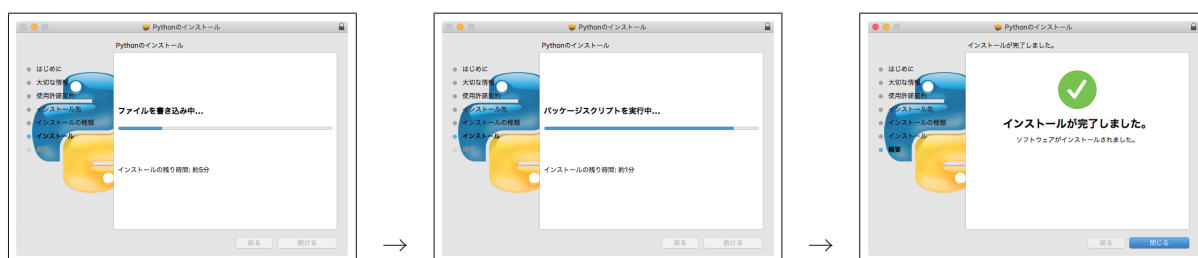 Pythonのインストール
Pythonのインストール
はじめに
大切な情報
使用許諾契約
インストール先
インストールの種類
インストール
概要
ファイルを書き込み中...
インストールの残り時間: 約5分
戻る
続ける
→
Pythonのインストール
Pythonのインストール
はじめに
大切な情報
使用許諾契約
インストール先
インストールの種類
インストール
概要
パッケージスクリプトを実行中...
インストールの残り時間: 約1分
戻る
続ける
→
Pythonのインストール
インストールが完了しました。
はじめに
大切な情報
使用許諾契約
インストール先
インストールの種類
インストール
概要
インストールが完了しました。
ソフトウェアがインストールされました。
戻る
閉じる